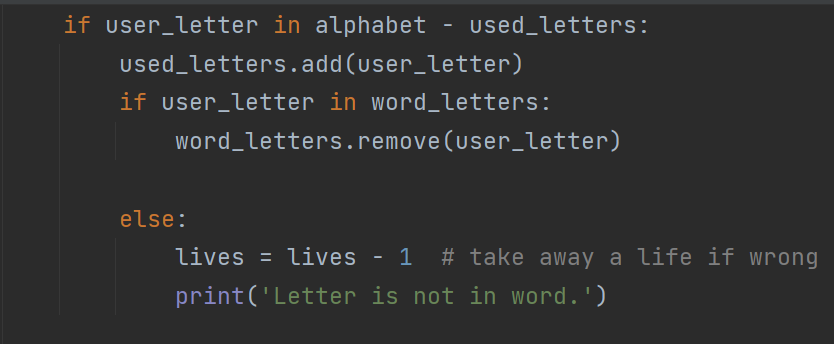 if user_letter in alphabet - used_letters:
    used_letters.add(user_letter)
    if user_letter in word_letters:
        word_letters.remove(user_letter)

    else:
        lives = lives - 1  # take away a life if wrong
        print('Letter is not in word.')